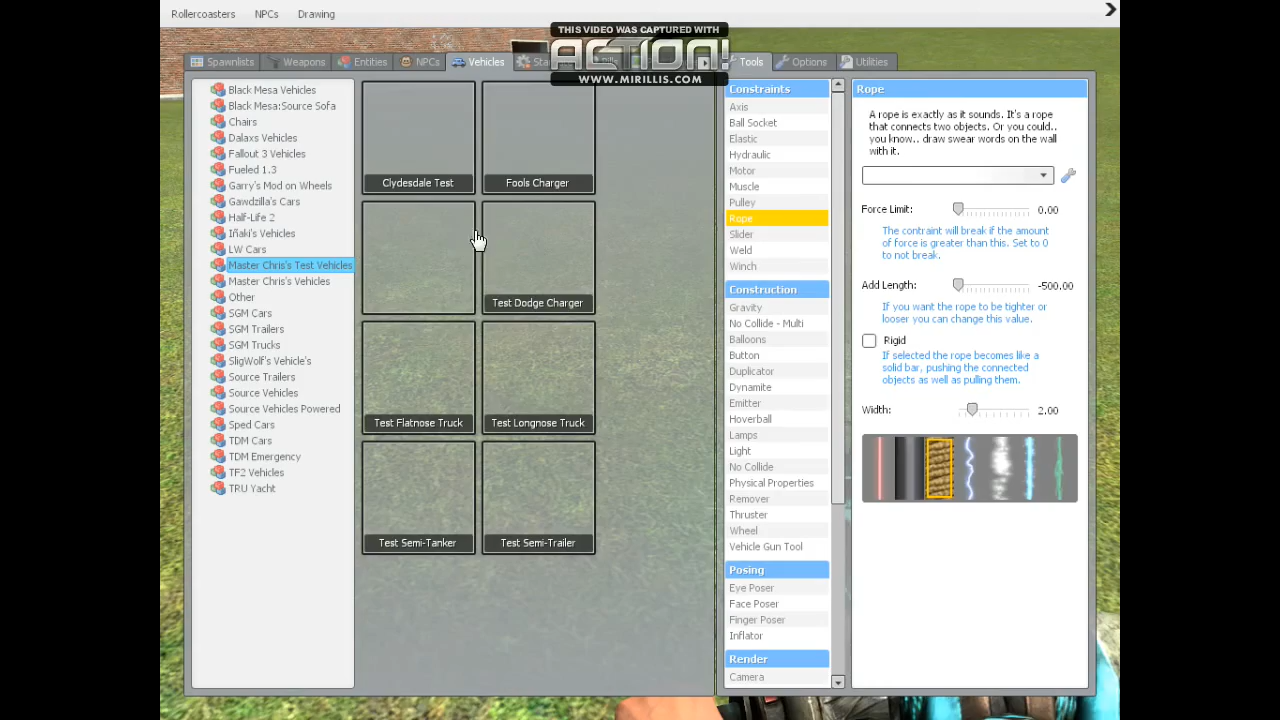 Rollercoasters NPCs Drawing
THIS VIDEO WAS CAPTURED WITH
ACTION!
WWW.MIRILLIS.COM
Spawnlists Weapons Entities NPCs Vehicles
Tools Options Utilities
Black Mesa Vehicles
Black Mesa:Source Sofa
Chairs
Dalaxs Vehicles
Fallout 3 Vehicles
Fueled 1.3
Garry's Mod on Wheels
Gawdzilla's Cars
Half-Life 2
Iñaki's Vehicles
LW Cars
Master Chris's Test Vehicles
Master Chris's Vehicles
Other
SGM Cars
SGM Trailers
SGM Trucks
SligWolf's Vehicle's
Source Trailers
Source Vehicles
Source Vehicles Powered
Sped Cars
TDM Cars
TDM Emergency
TF2 Vehicles
TRU Yacht
Clydesdale Test Fools Charger
Test Dodge Charger
Test Flatnose Truck Test Longnose Truck
Test Semi-Tanker Test Semi-Trailer
Constraints
Axis
Ball Socket
Elastic
Hydraulic
Motor
Muscle
Pulley
Rope
Slider
Weld
Winch
Construction
Gravity
No Collide - Multi
Balloons
Button
Duplicator
Dynamite
Emitter
Hoverball
Lamps
Light
No Collide
Physical Properties
Remover
Thruster
Wheel
Vehicle Gun Tool
Posing
Eye Poser
Face Poser
Finger Poser
Inflator
Render
Camera
Rope
A rope is exactly as it sounds. It's a rope
that connects two objects. Or you could..
you know.. draw swear words on the wall
with it.
Force Limit: 0.00
The contraint will break if the amount
of force is greater than this. Set to 0
to not break.
Add Length: -500.00
If you want the rope to be tighter or
looser you can change this value.
Rigid
If selected the rope becomes like a
solid bar, pushing the connected
objects as well as pulling them.
Width: 2.00